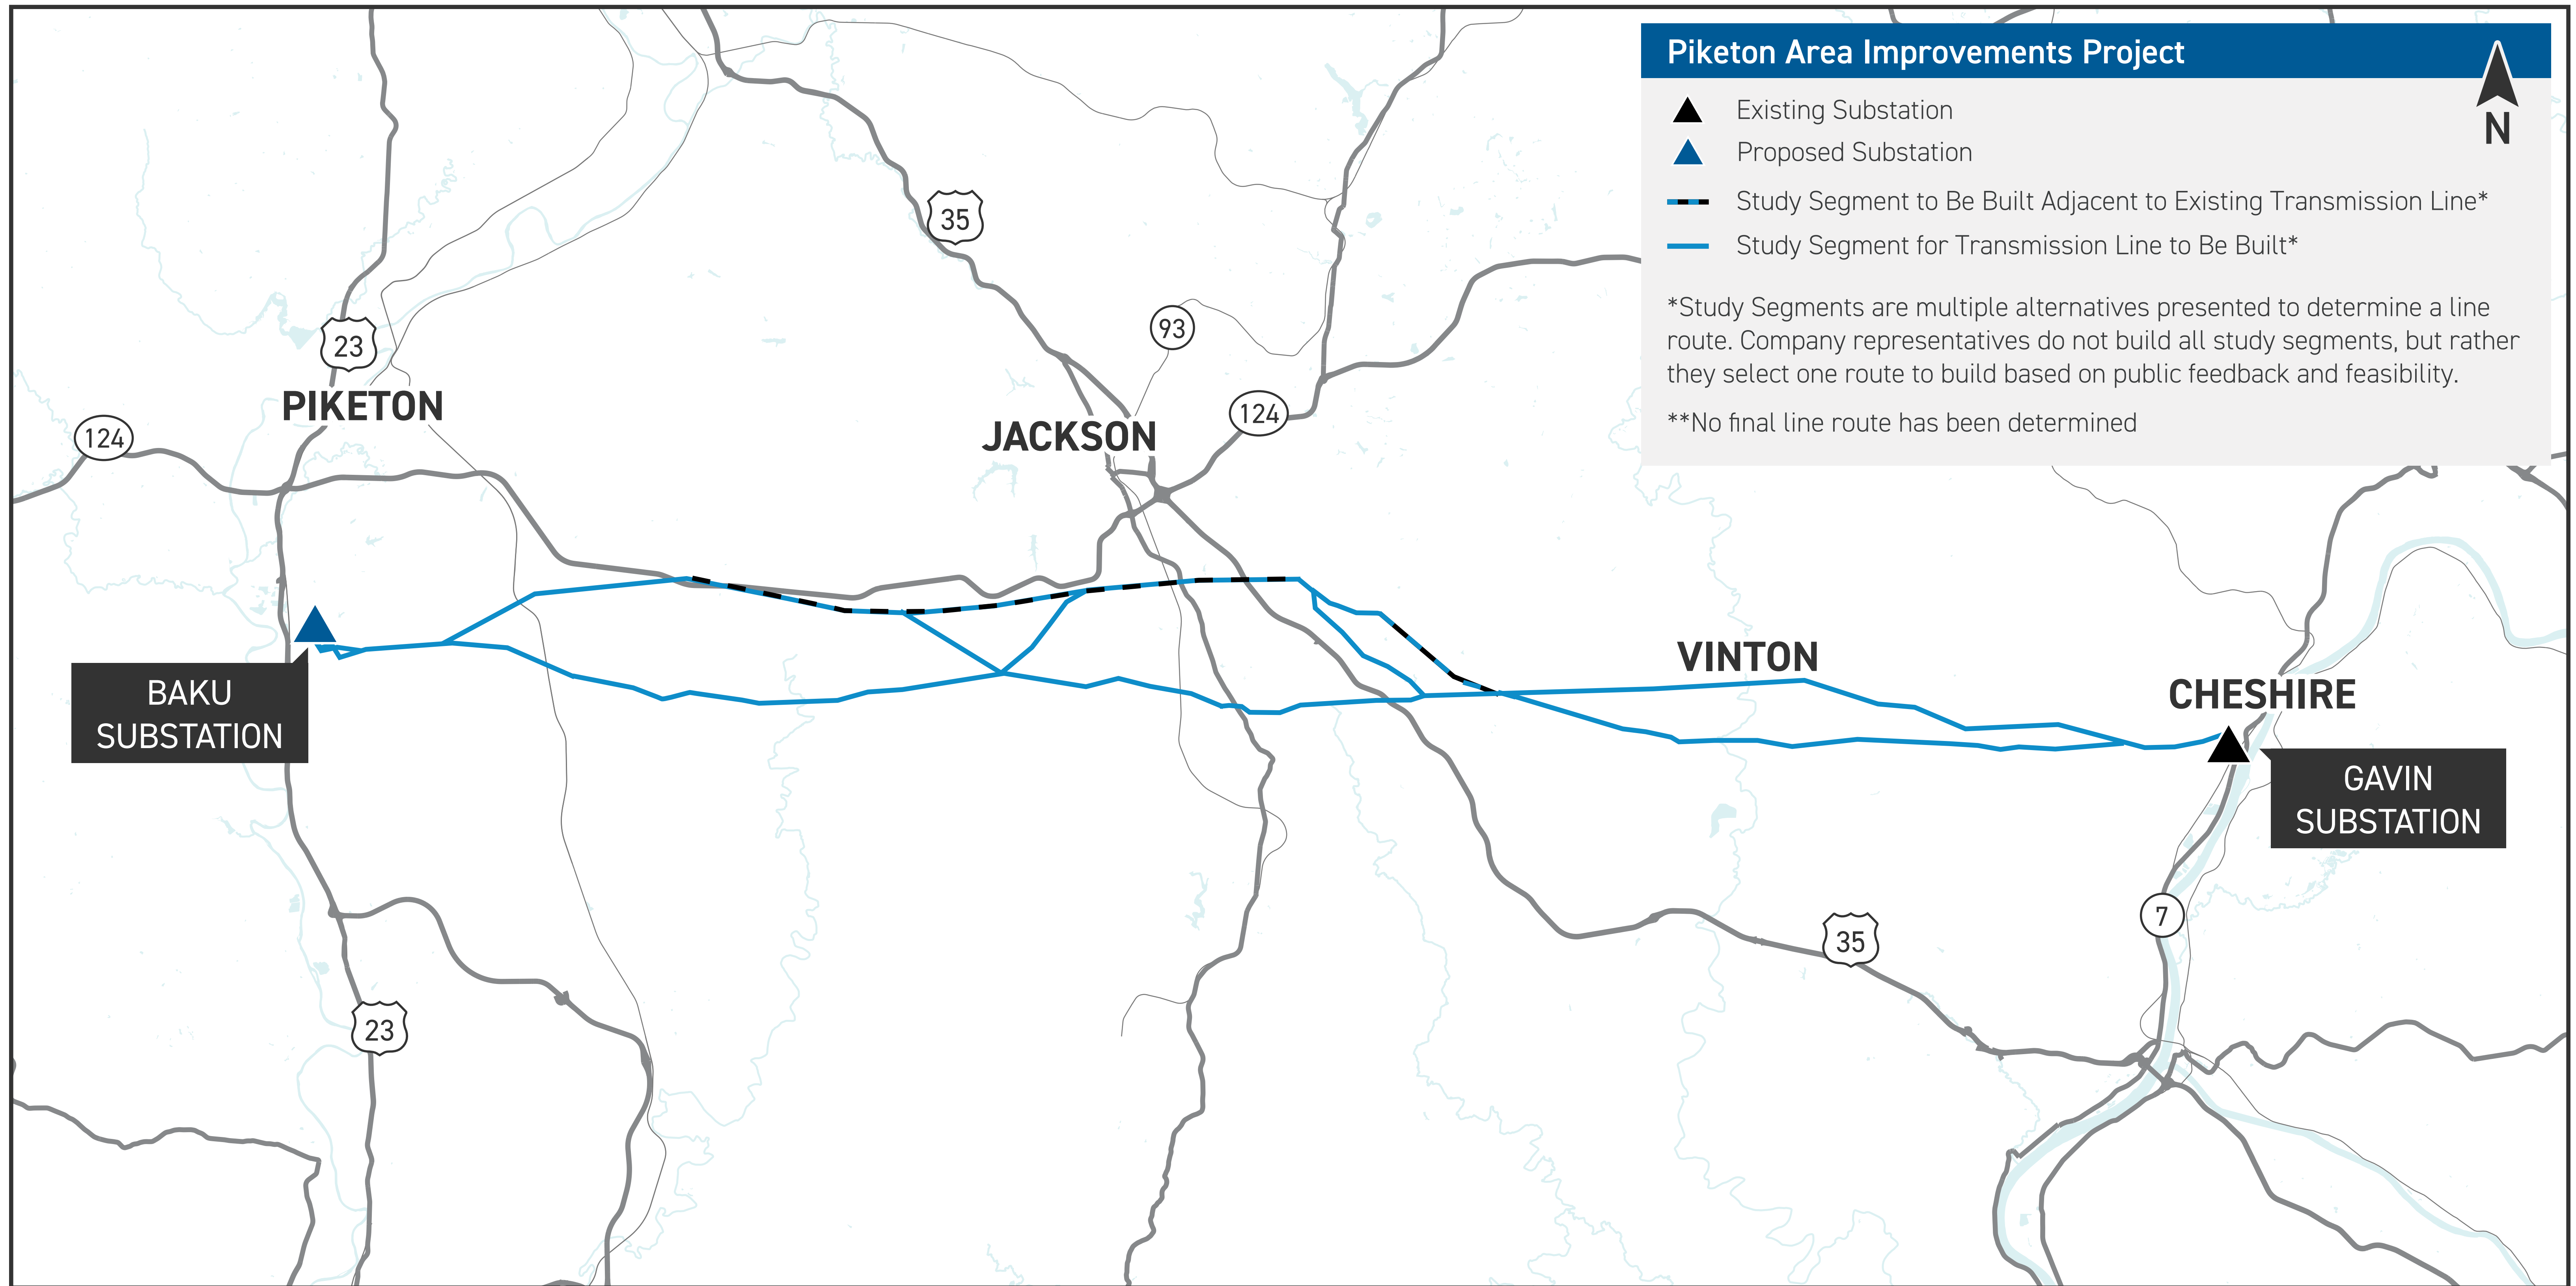 Piketon Area Improvements Project
N
Existing Substation
Proposed Substation
Study Segment to Be Built Adjacent to Existing Transmission Line*
Study Segment for Transmission Line to Be Built*
*Study Segments are multiple alternatives presented to determine a line
route. Company representatives do not build all study segments, but rather
they select one route to build based on public feedback and feasibility.
**No final line route has been determined
35
93
23
PIKETON
124
JACKSON
124
VINTON
CHESHIRE
BAKU
SUBSTATION
GAVIN
SUBSTATION
7
35
23